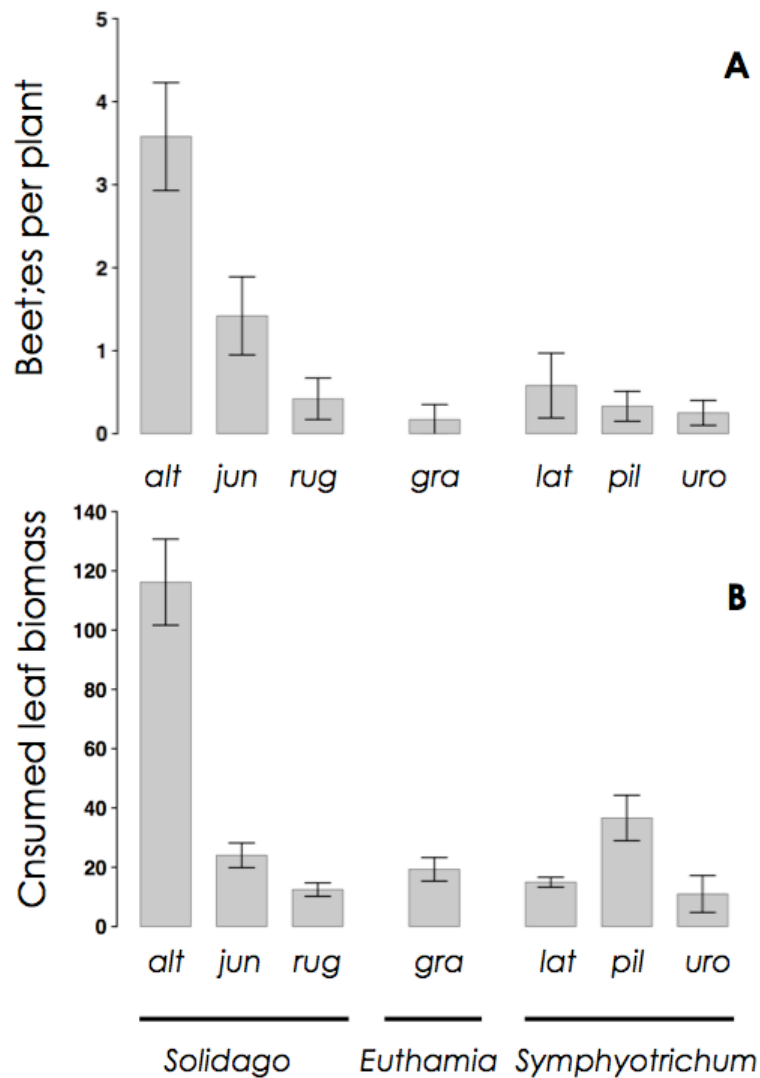 A
Beet;es per plant
5
4
3
2
1
0
alt jun rug gra lat pil uro
B
Cnsumed leaf biomass
140
120
100
80
60
40
20
0
alt jun rug gra lat pil uro
Solidago Euthamia Symphyotrichum